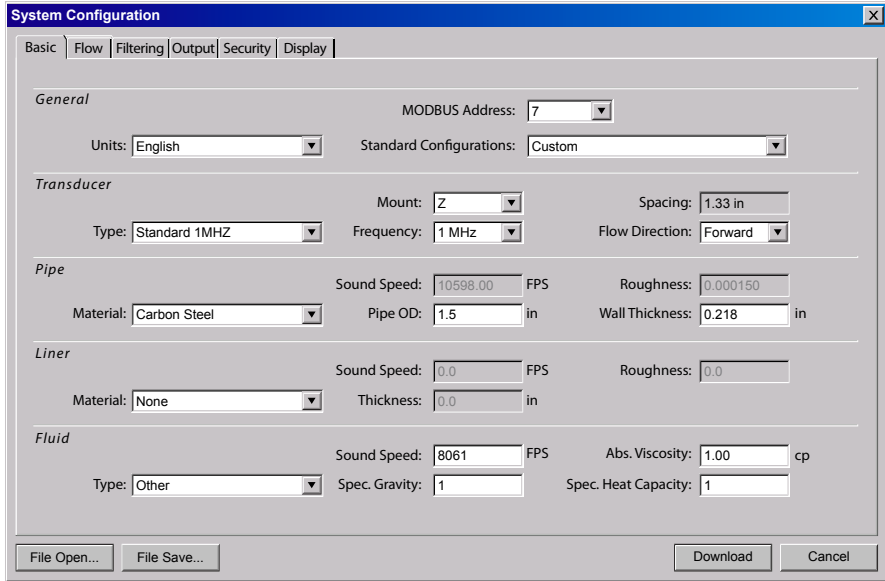 System Configuration X
Basic Flow Filtering Output Security Display
General
MODBUS Address: 7
Units: English Standard Configurations: Custom
Transducer
Mount: Z Spacing: 1.33 in
Type: Standard 1MHZ Frequency: 1 MHz Flow Direction: Forward
Pipe
Sound Speed: 10598.00 FPS Roughness: 0.000150
Material: Carbon Steel Pipe OD: 1.5 in Wall Thickness: 0.218 in
Liner
Sound Speed: 0.0 FPS Roughness: 0.0
Material: None Thickness: 0.0 in
Fluid
Sound Speed: 8061 FPS Abs. Viscosity: 1.00 cp
Type: Other Spec. Gravity: 1 Spec. Heat Capacity: 1
File Open... File Save... Download Cancel